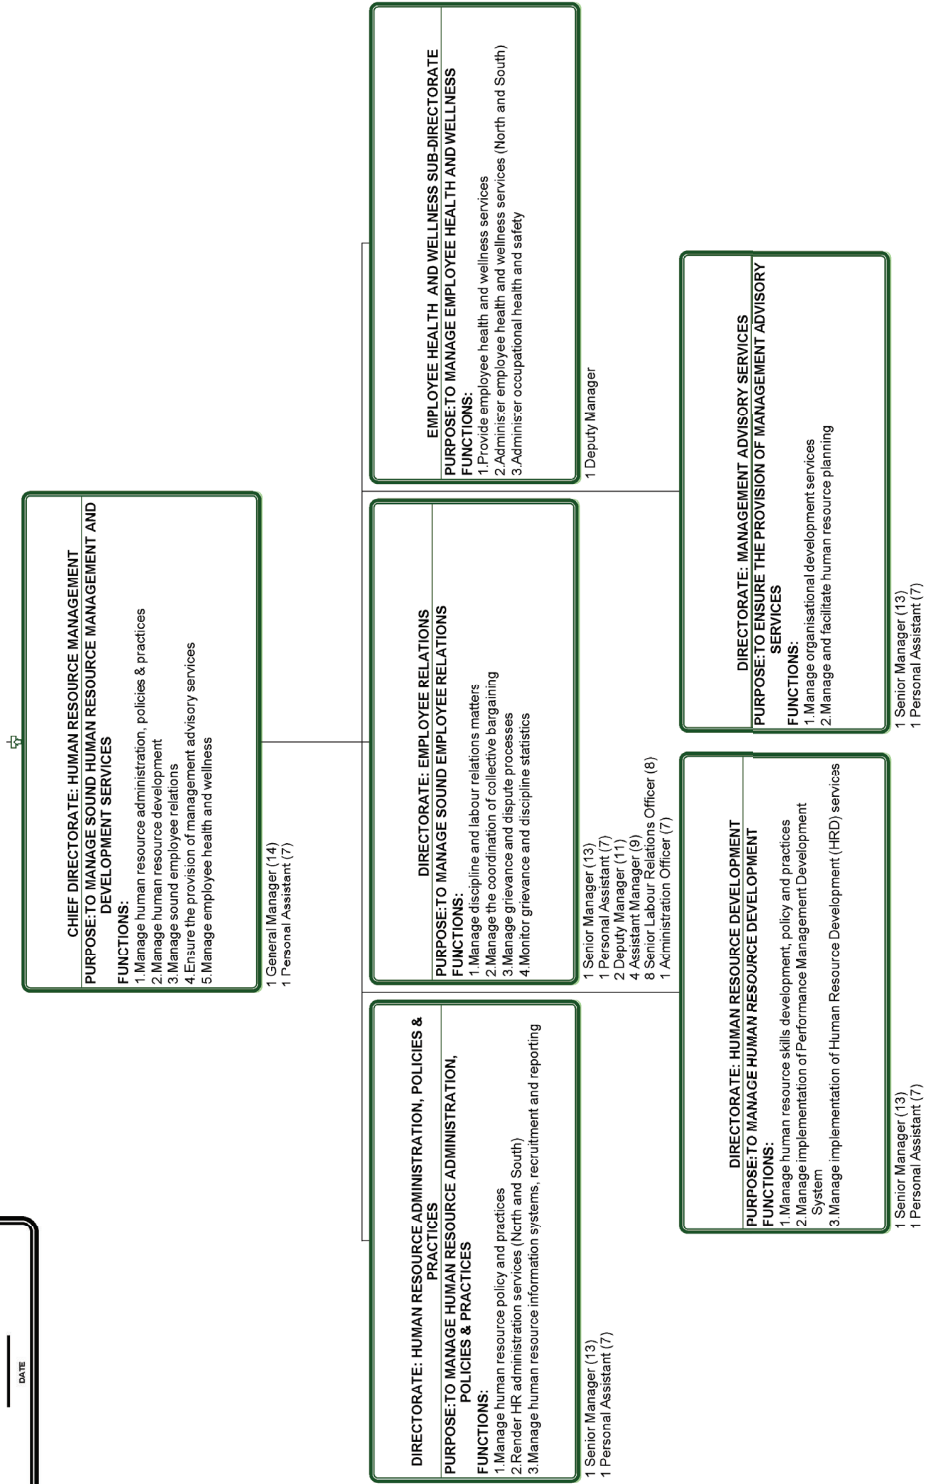 DATE
CHIEF DIRECTORATE: HUMAN RESOURCE MANAGEMENT
PURPOSE:TO MANAGE SOUND HUMAN RESOURCE MANAGEMENT AND
DEVELOPMENT SERVICES
FUNCTIONS:
1.Manage human resource administration, policies & practices
2.Manage human resource development
3.Manage sound employee relations
4.Ensure the provision of management advisory services
5.Manage employee health and wellness
1 General Manager (14)
1 Personal Assistant (7)
DIRECTORATE: HUMAN RESOURCE ADMINISTRATION, POLICIES &
PRACTICES
PURPOSE:TO MANAGE HUMAN RESOURCE ADMINISTRATION,
POLICIES & PRACTICES
FUNCTIONS:
1.Manage human resource policy and practices
2.Render HR administration services (North and South)
3.Manage human resource information systems, recruitment and reporting
1 Senior Manager (13)
1 Personal Assistant (7)
DIRECTORATE: EMPLOYEE RELATIONS
PURPOSE:TO MANAGE SOUND EMPLOYEE RELATIONS
FUNCTIONS:
1.Manage discipline and labour relations matters
2.Manage the coordination of collective bargaining
3.Manage grievance and dispute processes
4.Monitor grievance and discipline statistics
1 Senior Manager (13)
1 Personal Assistant (7)
2 Deputy Manager (11)
4 Assistant Manager (9)
8 Senior Labour Relations Officer (8)
1 Administration Officer (7)
EMPLOYEE HEALTH AND WELLNESS SUB-DIRECTORATE
PURPOSE:TO MANAGE EMPLOYEE HEALTH AND WELLNESS
FUNCTIONS:
1.Provide employee health and wellness services
2.Administer employee health and wellness services (North and South)
3.Administer occupational health and safety
1 Deputy Manager
DIRECTORATE: HUMAN RESOURCE DEVELOPMENT
PURPOSE:TO MANAGE HUMAN RESOURCE DEVELOPMENT
FUNCTIONS:
1.Manage human resource skills development, policy and practices
2.Manage implementation of Performance Management Development
System
3.Manage implementation of Human Resource Development (HRD) services
1 Senior Manager (13)
1 Personal Assistant (7)
DIRECTORATE: MANAGEMENT ADVISORY SERVICES
PURPOSE:TO ENSURE THE PROVISION OF MANAGEMENT ADVISORY
SERVICES
FUNCTIONS:
1.Manage organisational development services
2.Manage and facilitate human resource planning
1 Senior Manager (13)
1 Personal Assistant (7)